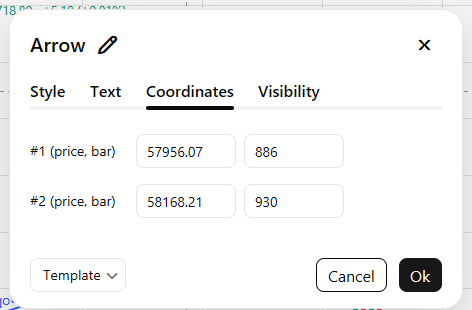 Arrow
Style Text Coordinates Visibility
#1 (price, bar) 57956.07 886
#2 (price, bar) 58168.21 930
Template Cancel Ok